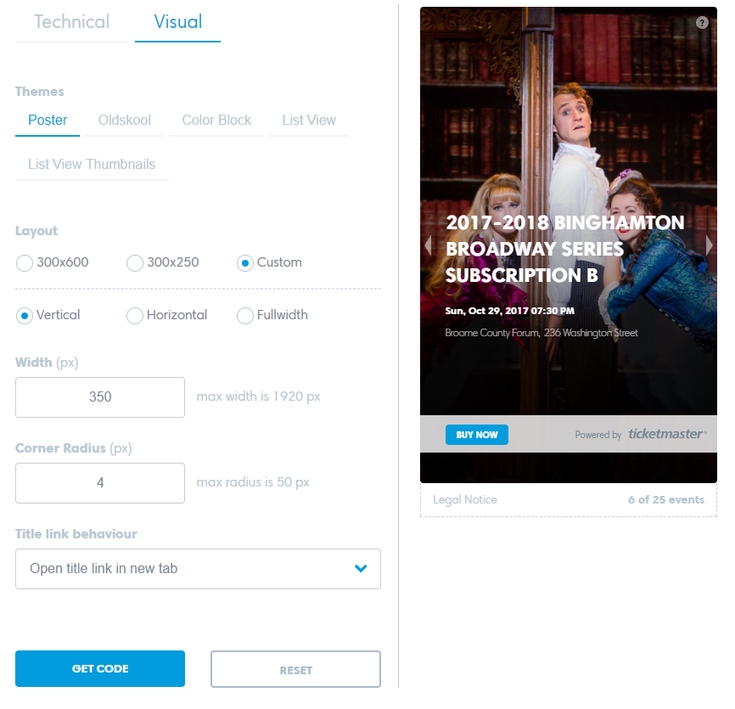 Technical Visual
Themes
Poster Oldskool Color Block List View
List View Thumbnails
Layout
300x600 300x250 Custom
Vertical Horizontal Fullwidth
Width (px)
350 max width is 1920 px
Corner Radius (px)
4 max radius is 50 px
Title link behaviour
Open title link in new tab
GET CODE RESET
?
2017-2018 BINGHAMTON
BROADWAY SERIES
SUBSCRIPTION B
Sun, Oct 29, 2017 07:30 PM
Broome County Forum, 236 Washington Street
BUY NOW Powered by ticketmaster®
Legal Notice 6 of 25 events